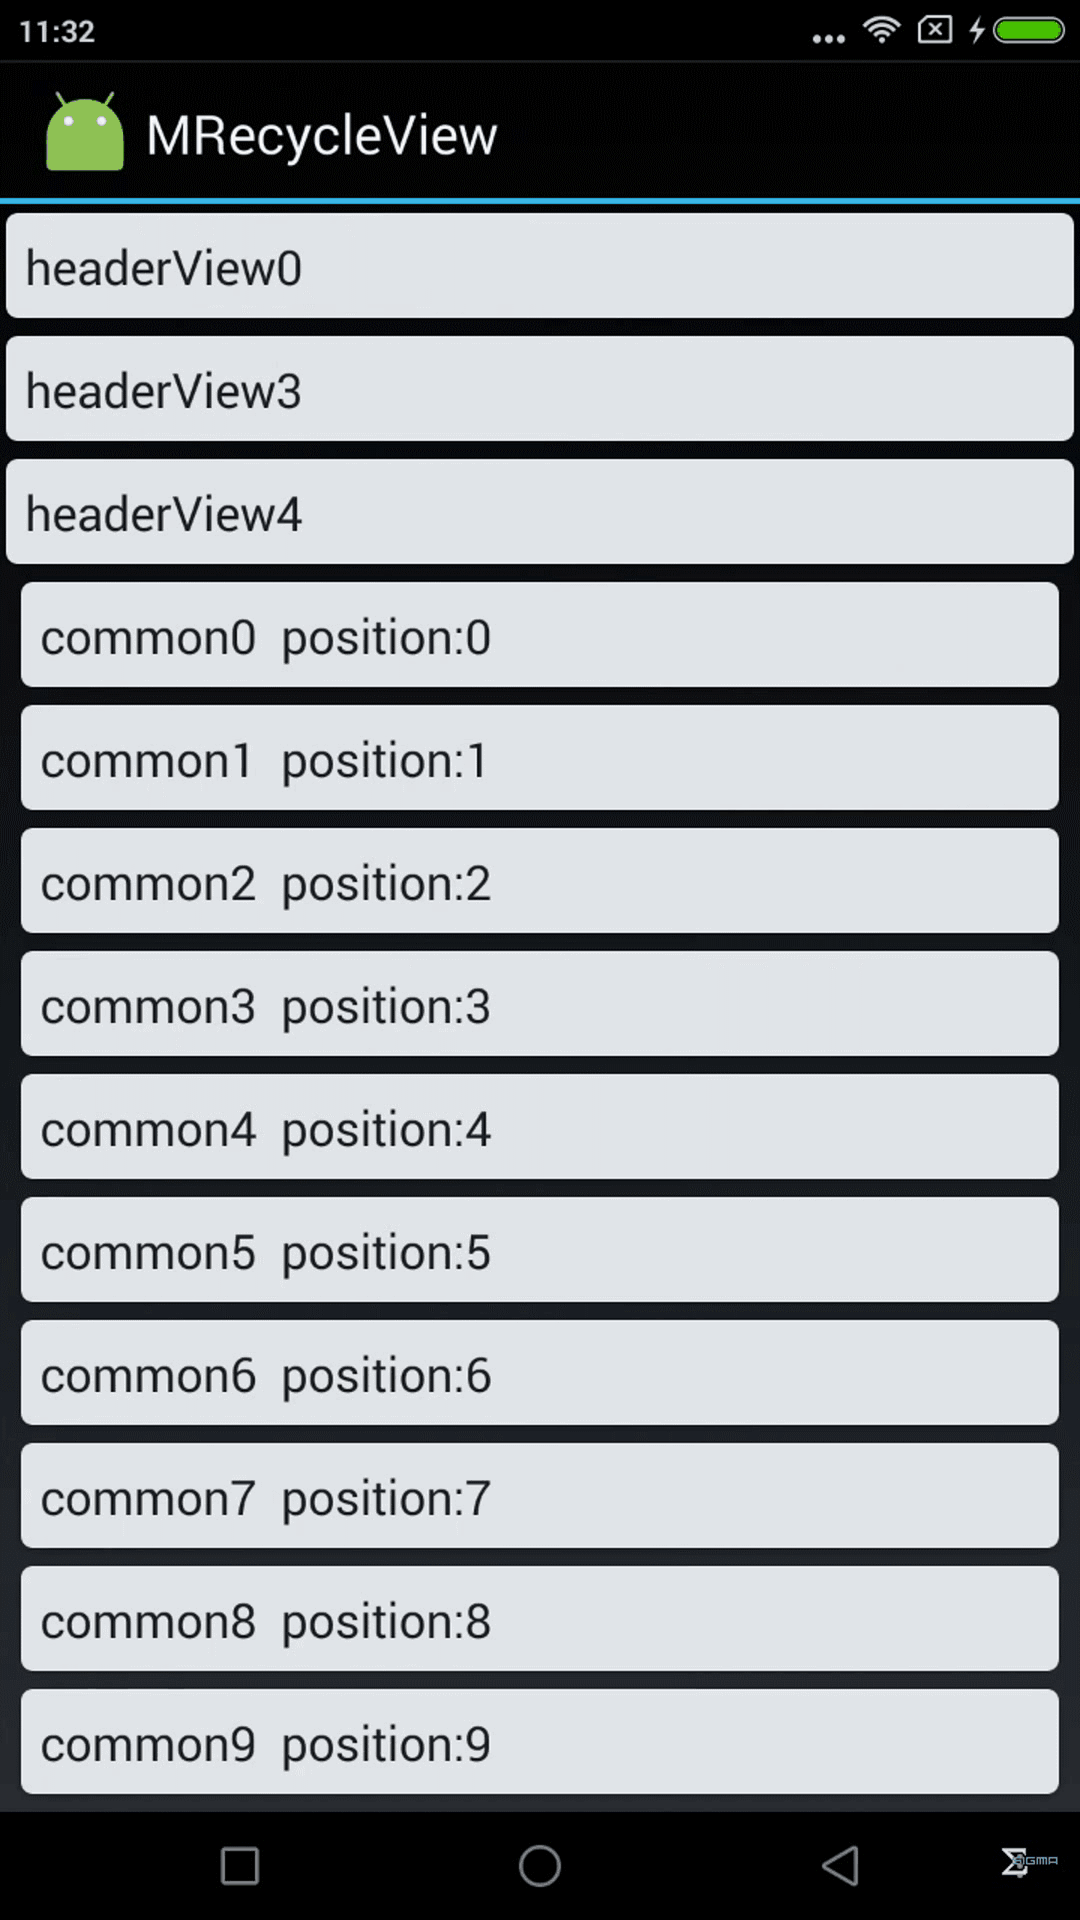 11:32
MRecycleView
headerView0
headerView3
headerView4
common0 position:0
common1 position:1
common2 position:2
common3 position:3
common4 position:4
common5 position:5
common6 position:6
common7 position:7
common8 position:8
common9 position:9